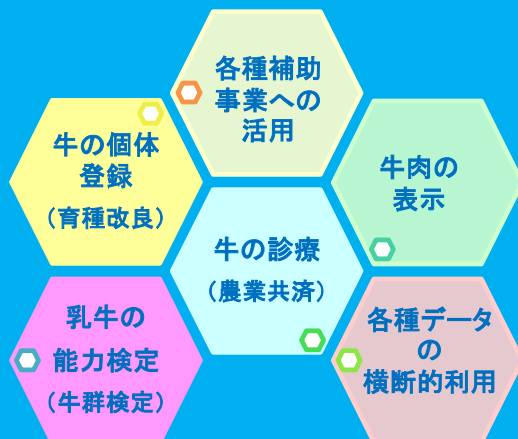 各種補助
事業への
活用
牛の個体
登録
（育種改良）
牛肉の
表示
牛の診療
（農業共済）
乳牛の
能力検定
（牛群検定）
各種データ
の
横断的利用